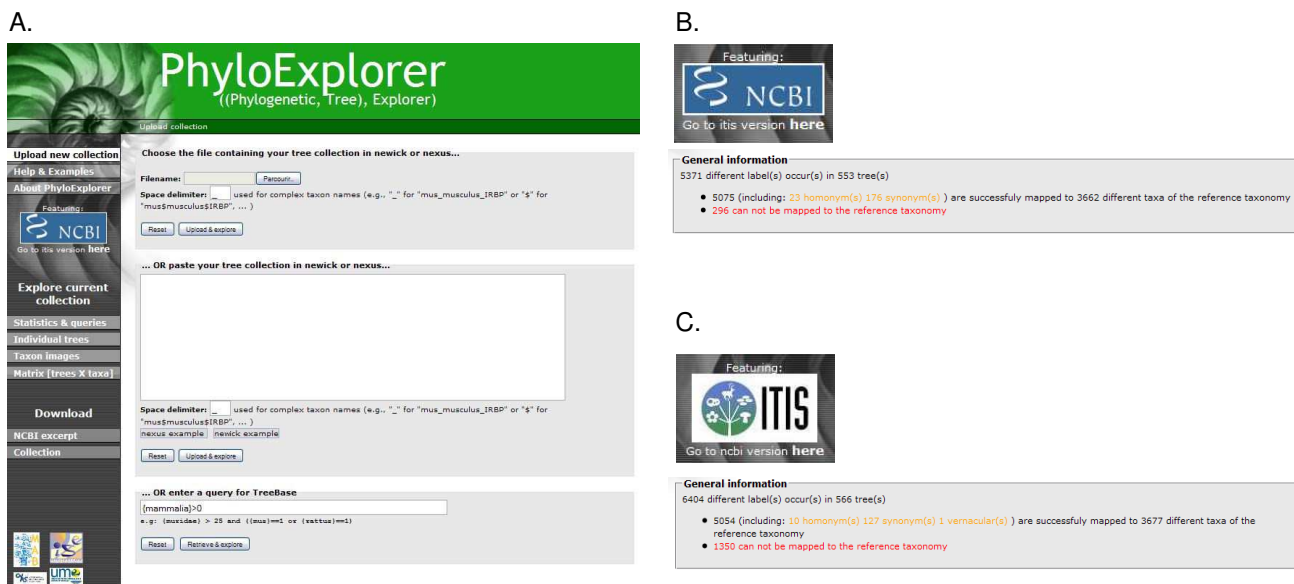 A.
PhyloExplorer
((Phylogenetic, Tree), Explorer)
Upload collection
Upload new collection
Help & Examples
About PhyloExplorer
Featuring:
NCBI
Go to itis version here
Explore current
collection
Statistics & queries
Individual trees
Taxon images
Matrix [trees X taxa]
Download
NCBI excerpt
Collection
Choose the file containing your tree collection in newick or nexus...
Filename: Parcourir...
Space delimiter: _ used for complex taxon names (e.g., "_" for "mus_musculus_IRBP" or "$" for
"mus$musculus$IRBP", ... )
Reset Upload & explore
... OR paste your tree collection in newick or nexus...
Space delimiter: _ used for complex taxon names (e.g., "_" for "mus_musculus_IRBP" or "$" for
"mus$musculus$IRBP", ... )
nexus example newick example
Reset Upload & explore
... OR enter a query for TreeBase
{mammalia}>0
e.g: (muridae) > 25 and ((mus)==1 or (rattus)==1)
Reset Retrieve & explore
B.
Featuring:
NCBI
Go to itis version here
General information
5371 different label(s) occur(s) in 553 tree(s)
5075 (including: 23 homonym(s) 176 synonym(s) ) are successfuly mapped to 3662 different taxa of the reference taxonomy
296 can not be mapped to the reference taxonomy
C.
Featuring:
ITIS
Go to ncbi version here
General information
6404 different label(s) occur(s) in 566 tree(s)
5054 (including: 10 homonym(s) 127 synonym(s) 1 vernacular(s) ) are successfuly mapped to 3677 different taxa of the
reference taxonomy
1350 can not be mapped to the reference taxonomy